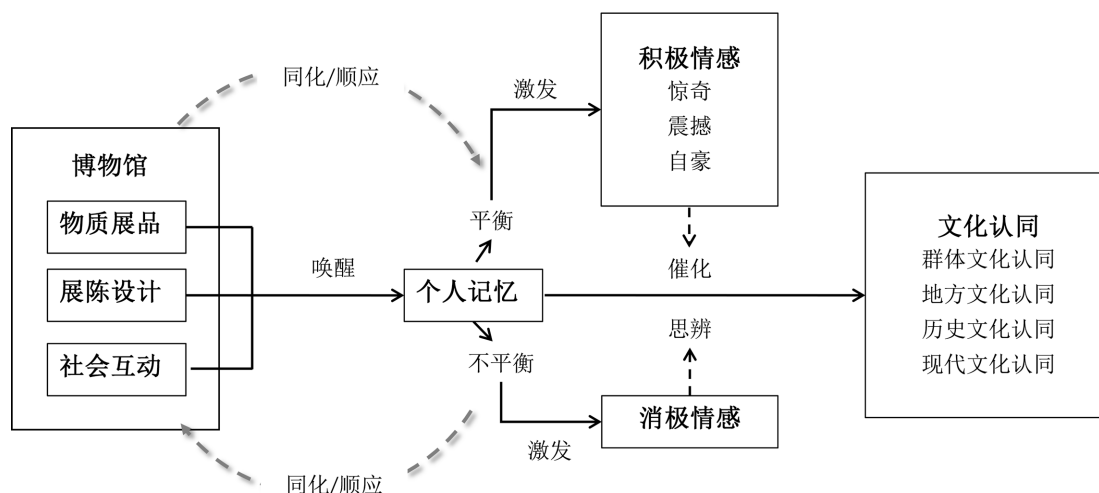 同化/顺应
博物馆
物质展品
展陈设计
社会互动
唤醒
个人记忆
平衡
不平衡
激发
积极情感
惊奇
震撼
自豪
催化
思辨
激发
消极情感
文化认同
群体文化认同
地方文化认同
历史文化认同
现代文化认同
同化/顺应